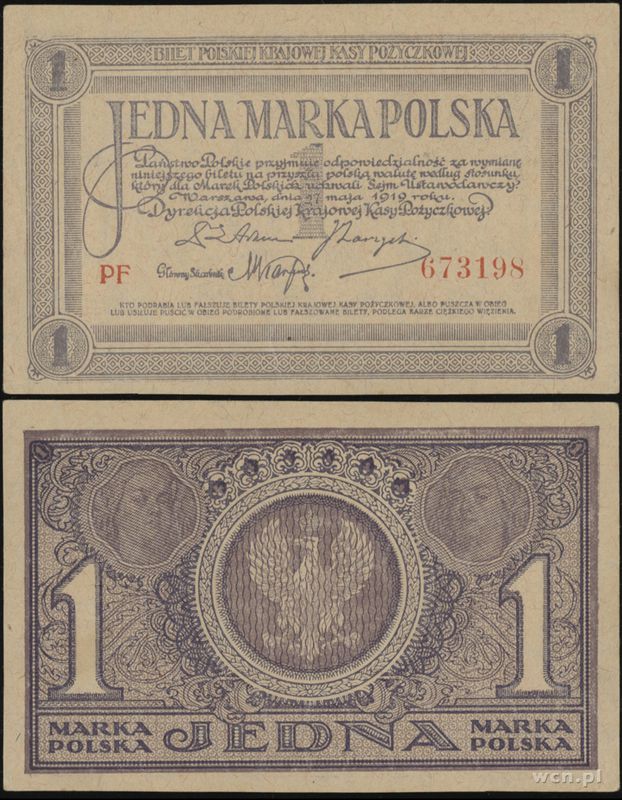 1
BILET POLSKIEJ KRAJOWEJ KASY POŻYCZKOWEJ
1
JEDNA MARKA POLSKA
1
Państwo Polskie przyjmuje odpowiedzialność za wymianę
niniejszego biletu na przyszłą polską walutę według stosunku,
który dla Marek Polskich uchwali Sejm Ustawodawczy.
Warszawa, dnia 17 maja 1919 roku.
Dyrekcja Polskiej Krajowej Kasy Pożyczkowej.
PF
Główny Skarbnik
673198
KTO PODRABIA LUB FAŁSZUJE BILETY POLSKIEJ KRAJOWEJ KASY POŻYCZKOWEJ, ALBO PUSZCZA W OBIEG
LUB USIŁUJE PUŚCIĆ W OBIEG PODROBIONE LUB FAŁSZOWANE BILETY, PODLEGA KARZE CIĘŻKIEGO WIĘZIENIA.
1
1
1
1
MARKA
POLSKA
JEDNA
MARKA
POLSKA
wcn.pl